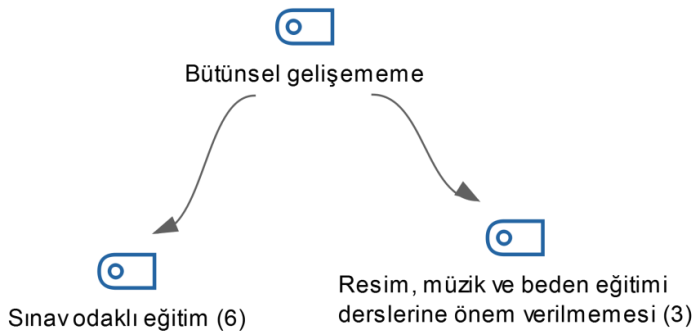 Bütünsel gelişememe
Sınav odaklı eğitim (6)
Resim, müzik ve beden eğitimi
derslerine önem verilmemesi (3)